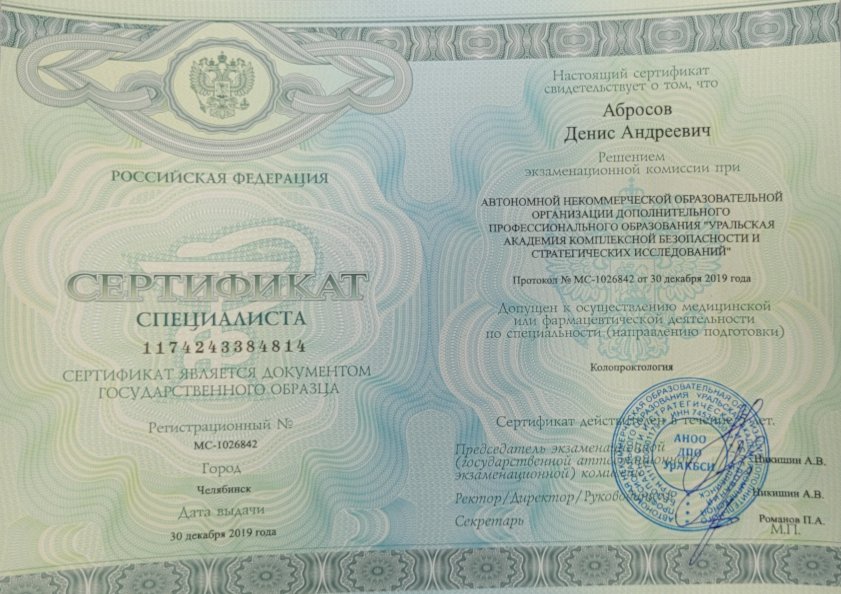 РОССИЙСКАЯ ФЕДЕРАЦИЯ
СЕРТИФИКАТ
СПЕЦИАЛИСТА
1174243384814
СЕРТИФИКАТ ЯВЛЯЕТСЯ ДОКУМЕНТОМ
ГОСУДАРСТВЕННОГО ОБРАЗЦА
Регистрационный №
МС-1026842
Город
Челябинск
Дата выдачи
30 декабря 2019 года
Настоящий сертификат
свидетельствует о том, что
Абросов
Денис Андреевич
Решением
экзаменационной комиссии при
АВТОНОМНОЙ НЕКОММЕРЧЕСКОЙ ОБРАЗОВАТЕЛЬНОЙ
ОРГАНИЗАЦИИ ДОПОЛНИТЕЛЬНОГО
ПРОФЕССИОНАЛЬНОГО ОБРАЗОВАНИЯ "УРАЛЬСКАЯ
АКАДЕМИЯ КОМПЛЕКСНОЙ БЕЗОПАСНОСТИ И
СТРАТЕГИЧЕСКИХ ИССЛЕДОВАНИЙ"
Протокол № МС-1026842 от 30 декабря 2019 года
Допущен к осуществлению медицинской
или фармацевтической деятельности
по специальности (направлению подготовки)
Колопроктология
Сертификат действителен в течение лет.
Председатель экзаменационной
(государственной аттестационной)
экзаменационной) комиссии Никишин А.В.
Ректор/Директор/Руководитель Никишин А.В.
Секретарь Романов П.А.
М.П.
АНОО
ДПО
УрАКБСИ